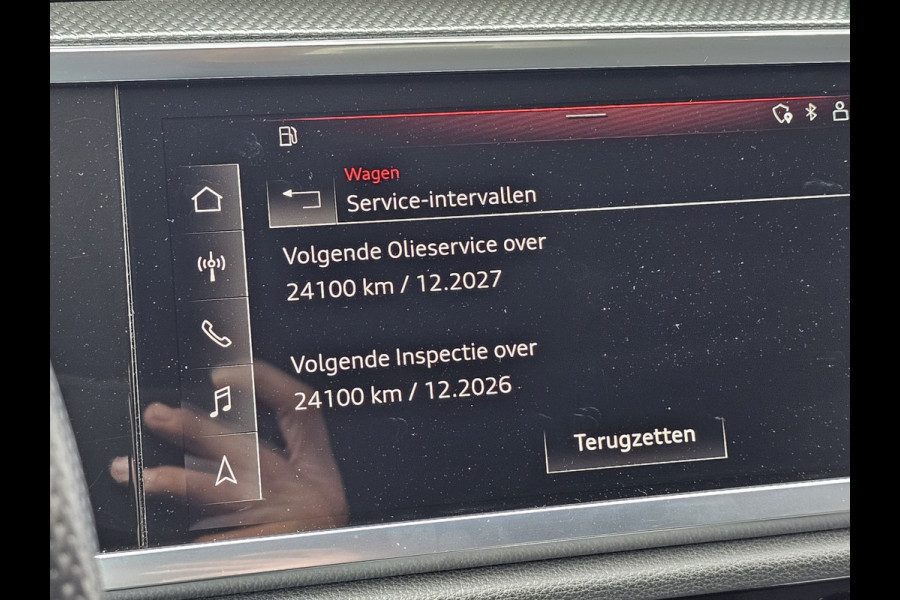 Wagen
Service-intervallen
Volgende Olieservice over
24100 km / 12.2027
Volgende Inspectie over
24100 km / 12.2026
Terugzetten